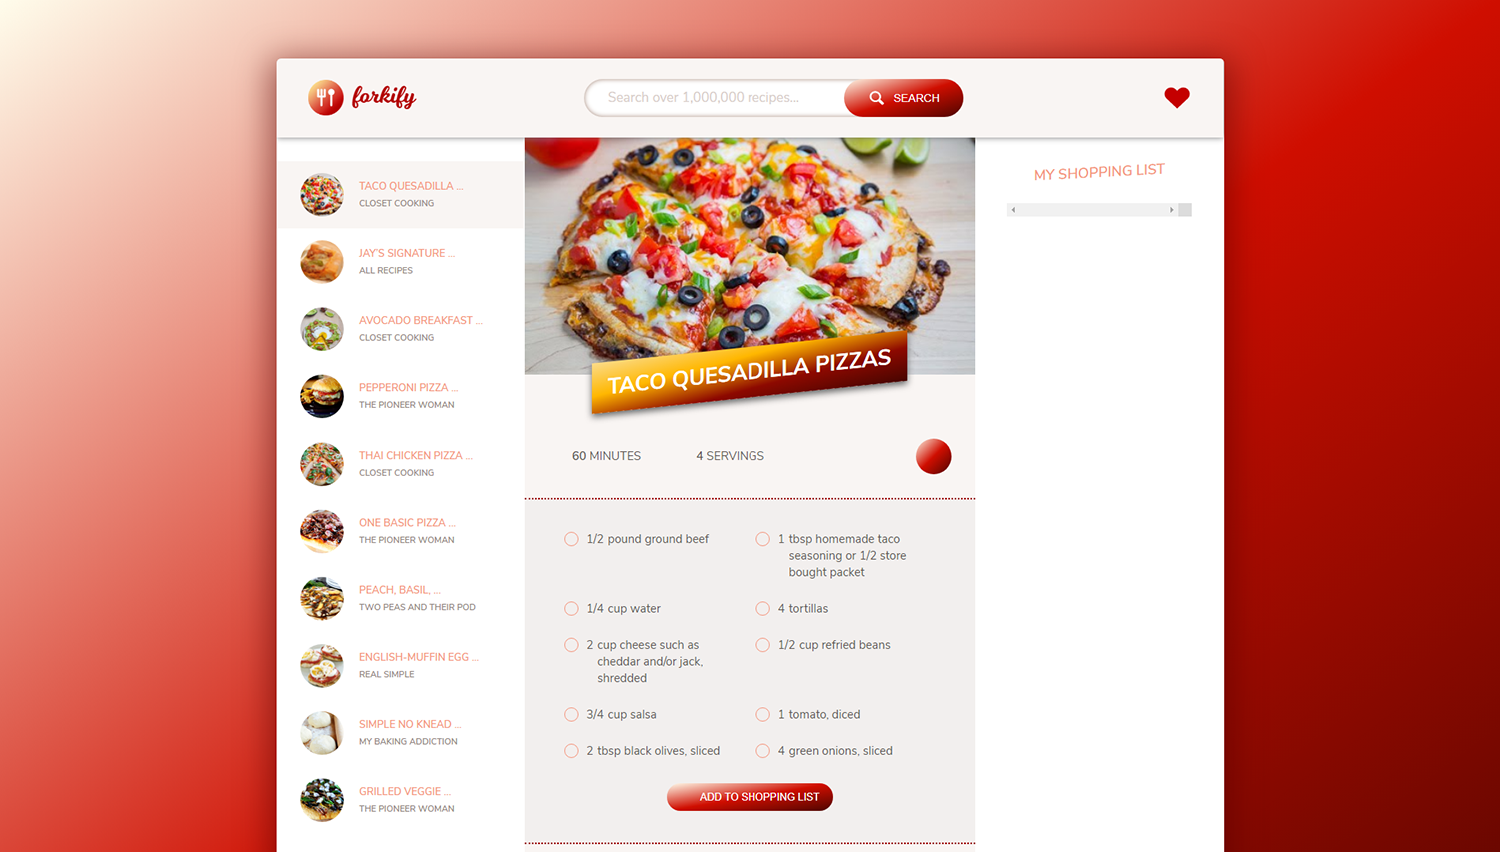 forkify
Search over 1,000,000 recipes...
SEARCH
TACO QUESADILLA ...
CLOSET COOKING
JAY'S SIGNATURE ...
ALL RECIPES
AVOCADO BREAKFAST ...
CLOSET COOKING
PEPPERONI PIZZA ...
THE PIONEER WOMAN
THAI CHICKEN PIZZA ...
CLOSET COOKING
ONE BASIC PIZZA ...
THE PIONEER WOMAN
PEACH, BASIL, ...
TWO PEAS AND THEIR POD
ENGLISH-MUFFIN EGG ...
REAL SIMPLE
SIMPLE NO KNEAD ...
MY BAKING ADDICTION
GRILLED VEGGIE ...
THE PIONEER WOMAN
TACO QUESADILLA PIZZAS
60 MINUTES
4 SERVINGS
1/2 pound ground beef
1 tbsp homemade taco
seasoning or 1/2 store
bought packet
1/4 cup water
4 tortillas
2 cup cheese such as
cheddar and/or jack,
shredded
1/2 cup refried beans
3/4 cup salsa
1 tomato, diced
2 tbsp black olives, sliced
4 green onions, sliced
ADD TO SHOPPING LIST
MY SHOPPING LIST